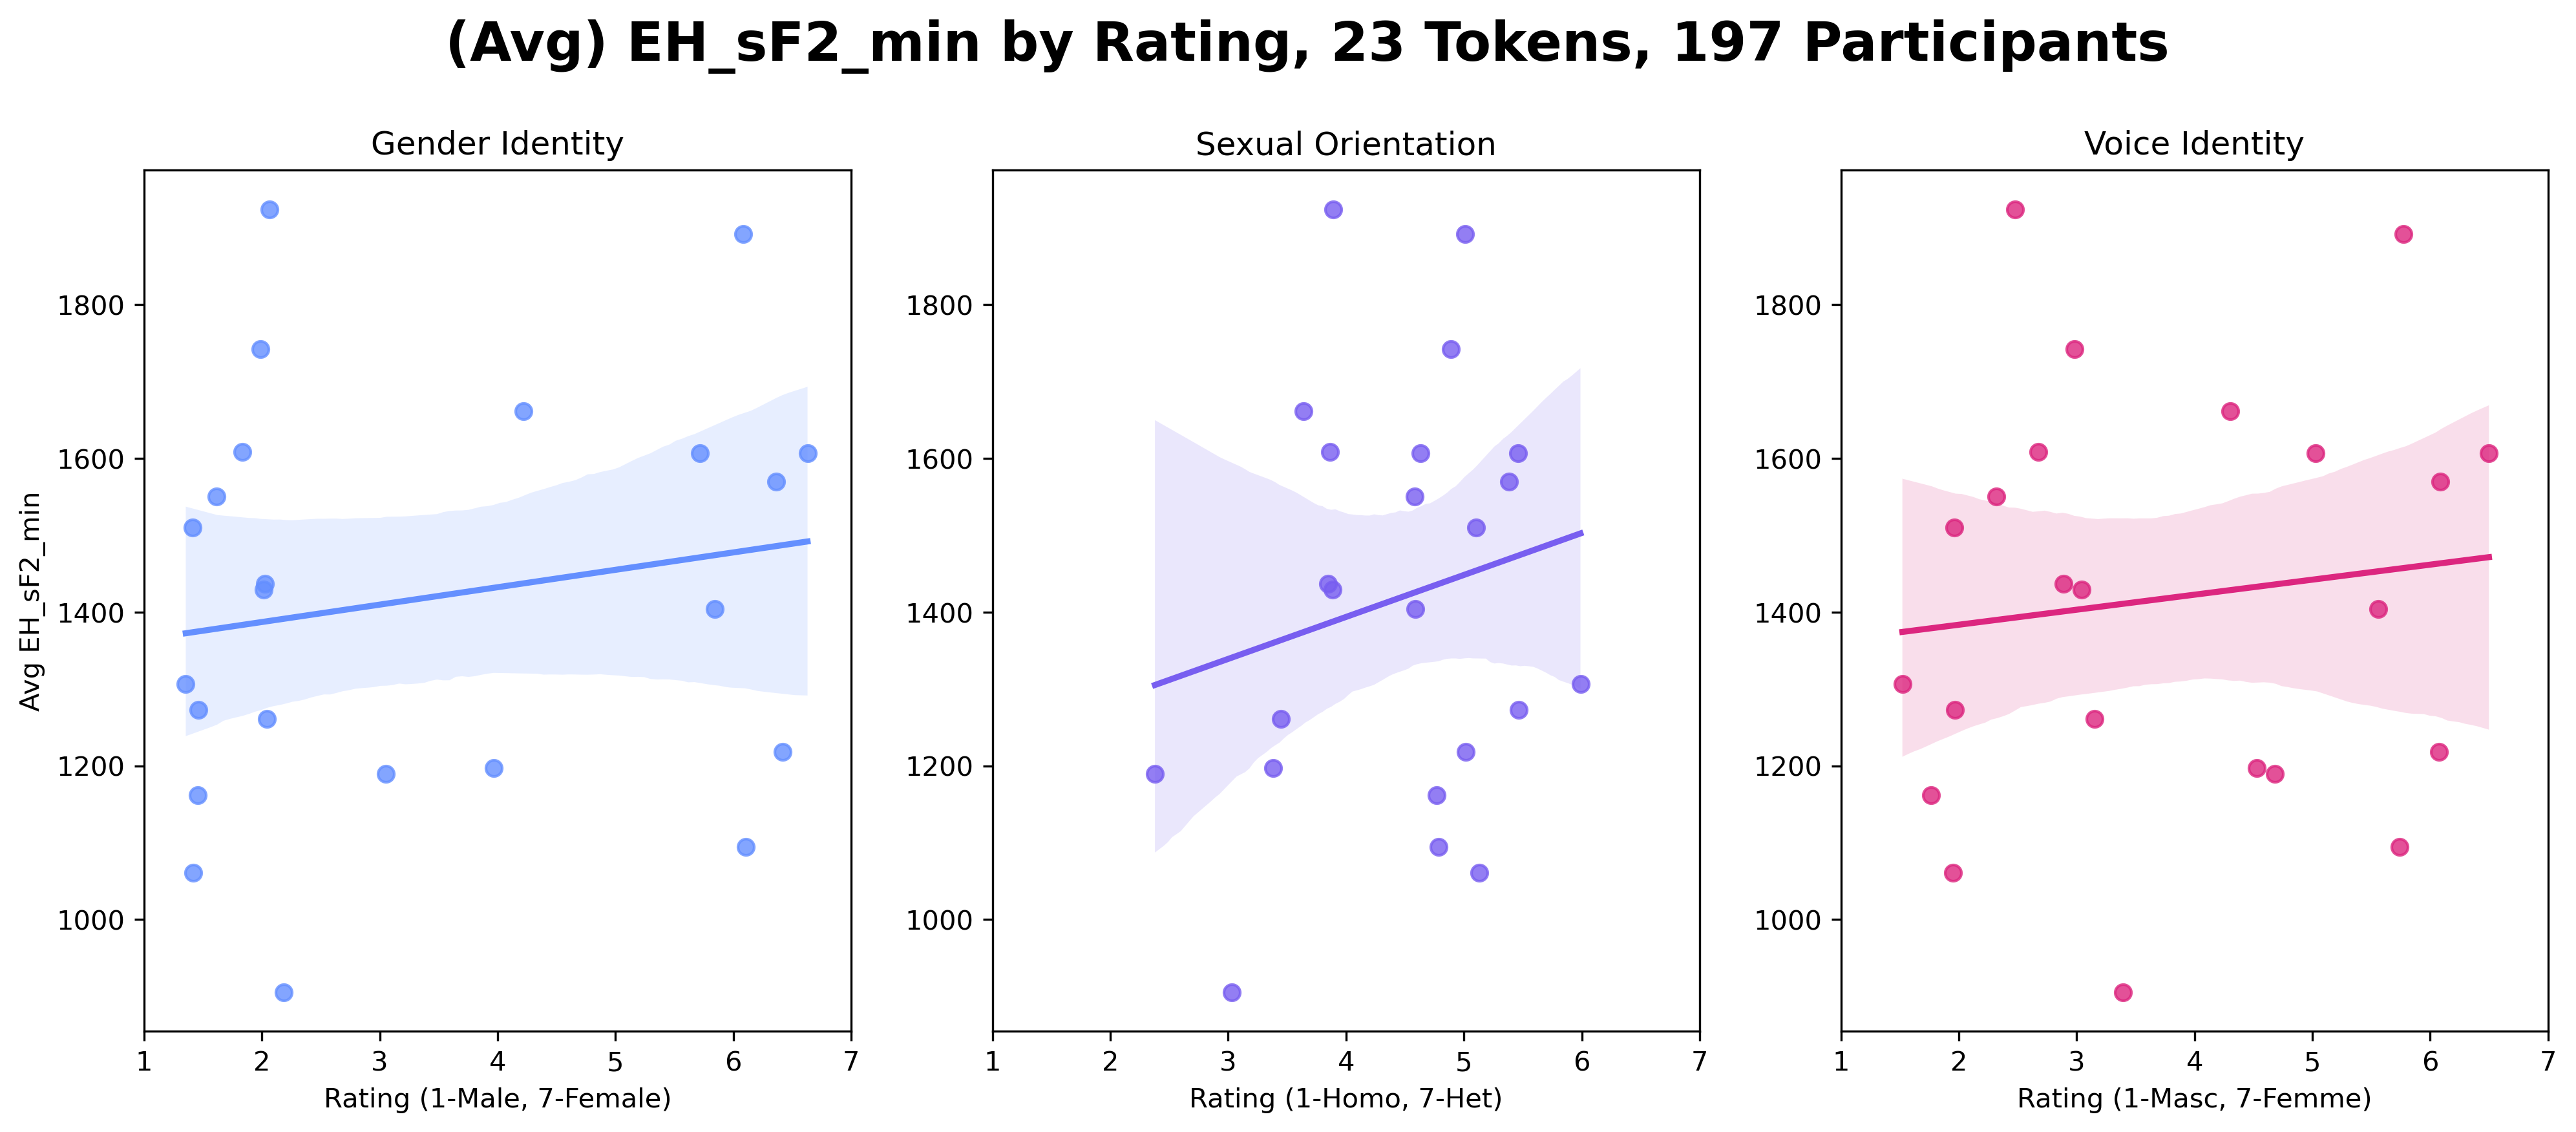 (Avg) EH_sF2_min by Rating, 23 Tokens, 197 Participants
Gender Identity
Sexual Orientation
Voice Identity
Avg EH_sF2_min
1800
1600
1400
1200
1000
1 2 3 4 5 6 7
Rating (1-Male, 7-Female)
1800
1600
1400
1200
1000
1 2 3 4 5 6 7
Rating (1-Homo, 7-Het)
1800
1600
1400
1200
1000
1 2 3 4 5 6 7
Rating (1-Masc, 7-Femme)